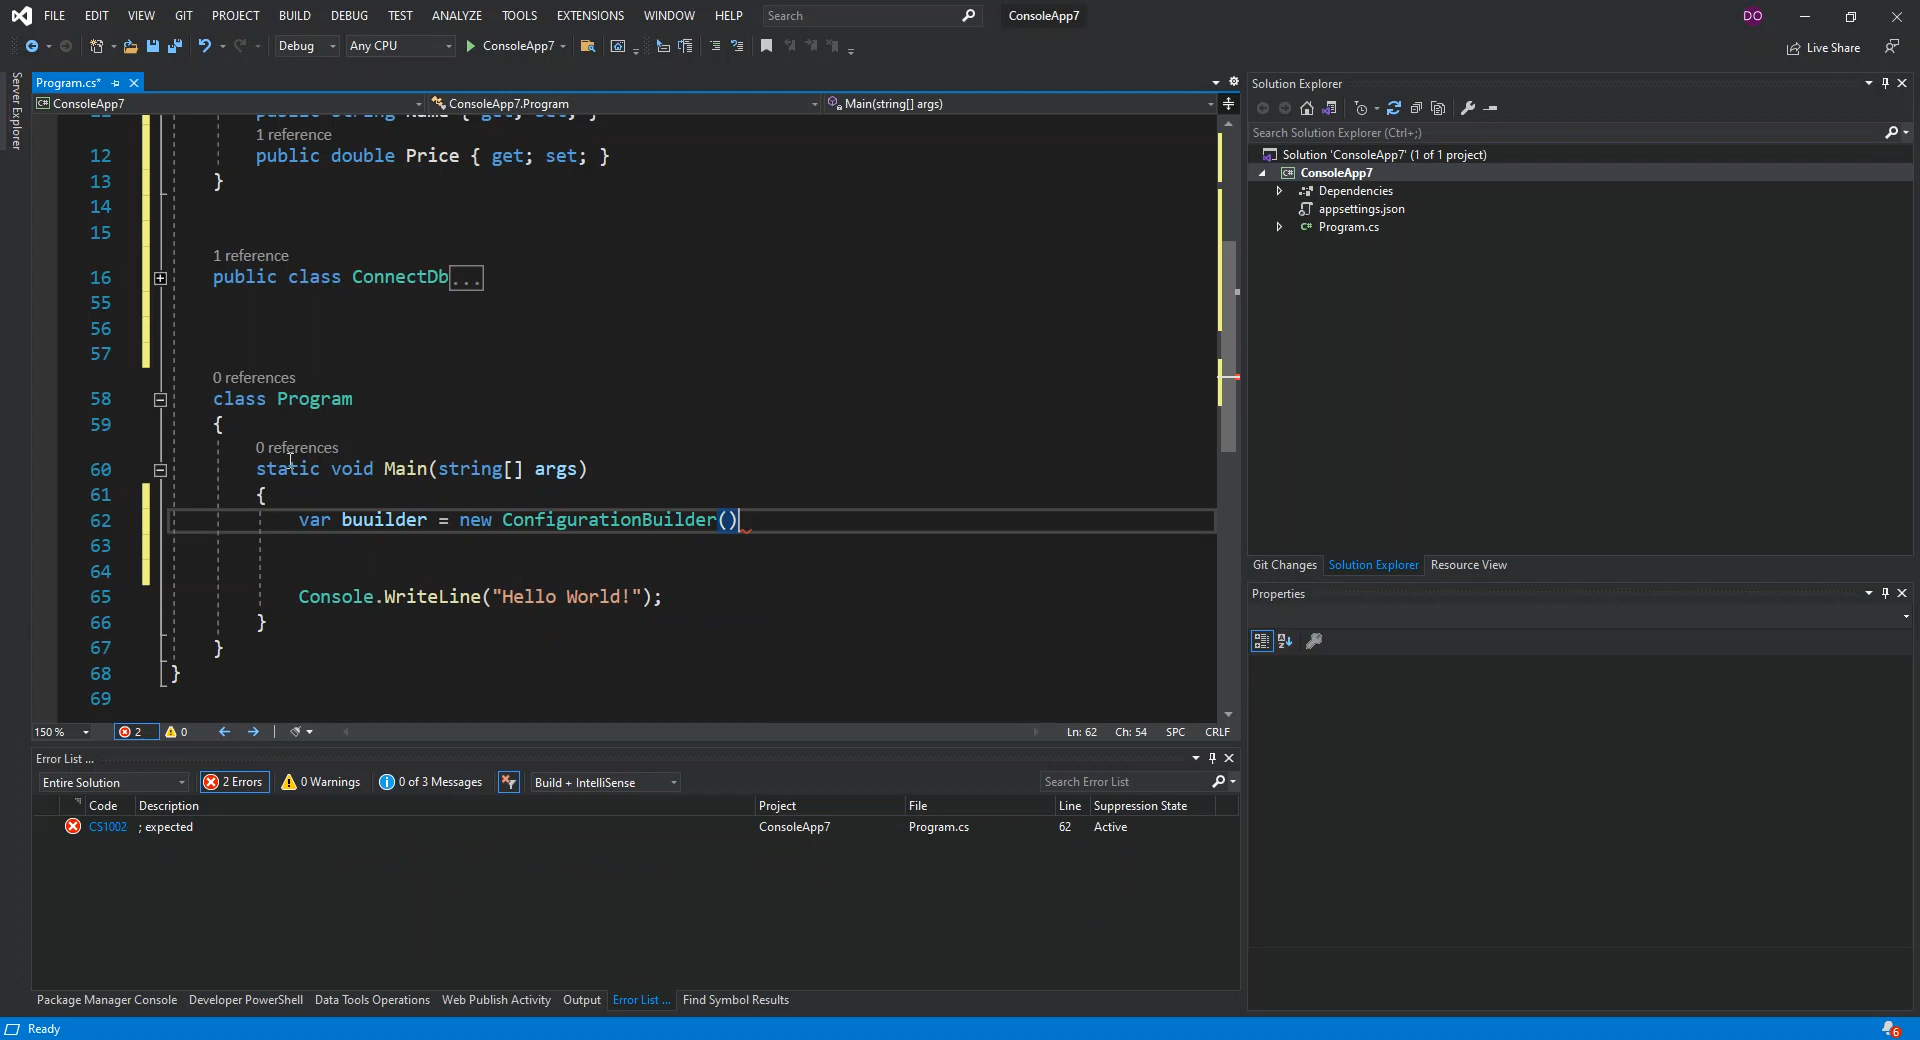 FILE EDIT VIEW GIT PROJECT BUILD DEBUG TEST ANALYZE TOOLS EXTENSIONS WINDOW HELP Search ConsoleApp7 DO
Debug Any CPU ConsoleApp7 Live Share
Server Explorer
Program.cs*
ConsoleApp7 ConsoleApp7.Program Main(string[] args)
1 reference
12 public double Price { get; set; }
13 }
14
15
1 reference
16 public class ConnectDb...
55
56
57
0 references
58 class Program
59 {
0 references
60 static void Main(string[] args)
61 {
62 var buuilder = new ConfigurationBuilder()
63
64
65 Console.WriteLine("Hello World!");
66 }
67 }
68 }
69
150 % 2 0 Ln: 62 Ch: 54 SPC CRLF
Error List ...
Entire Solution 2 Errors 0 Warnings 0 of 3 Messages Build + IntelliSense Search Error List
Code Description Project File Line Suppression State
CS1002 ; expected ConsoleApp7 Program.cs 62 Active
Package Manager Console Developer PowerShell Data Tools Operations Web Publish Activity Output Error List ... Find Symbol Results
Solution Explorer
Search Solution Explorer (Ctrl+;)
Solution 'ConsoleApp7' (1 of 1 project)
ConsoleApp7
Dependencies
appsettings.json
Program.cs
Git Changes Solution Explorer Resource View
Properties
Ready 6